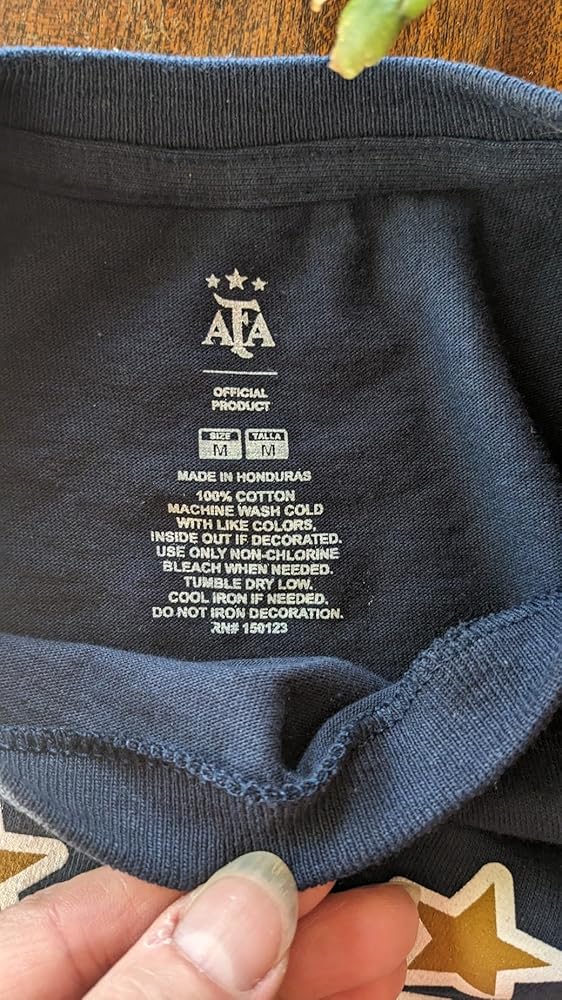 AFA
OFFICIAL
PRODUCT
SIZE TALLA
M M
MADE IN HONDURAS
100% COTTON
MACHINE WASH COLD
WITH LIKE COLORS,
INSIDE OUT IF DECORATED.
USE ONLY NON-CHLORINE
BLEACH WHEN NEEDED.
TUMBLE DRY LOW.
COOL IRON IF NEEDED.
DO NOT IRON DECORATION.
RN# 150123